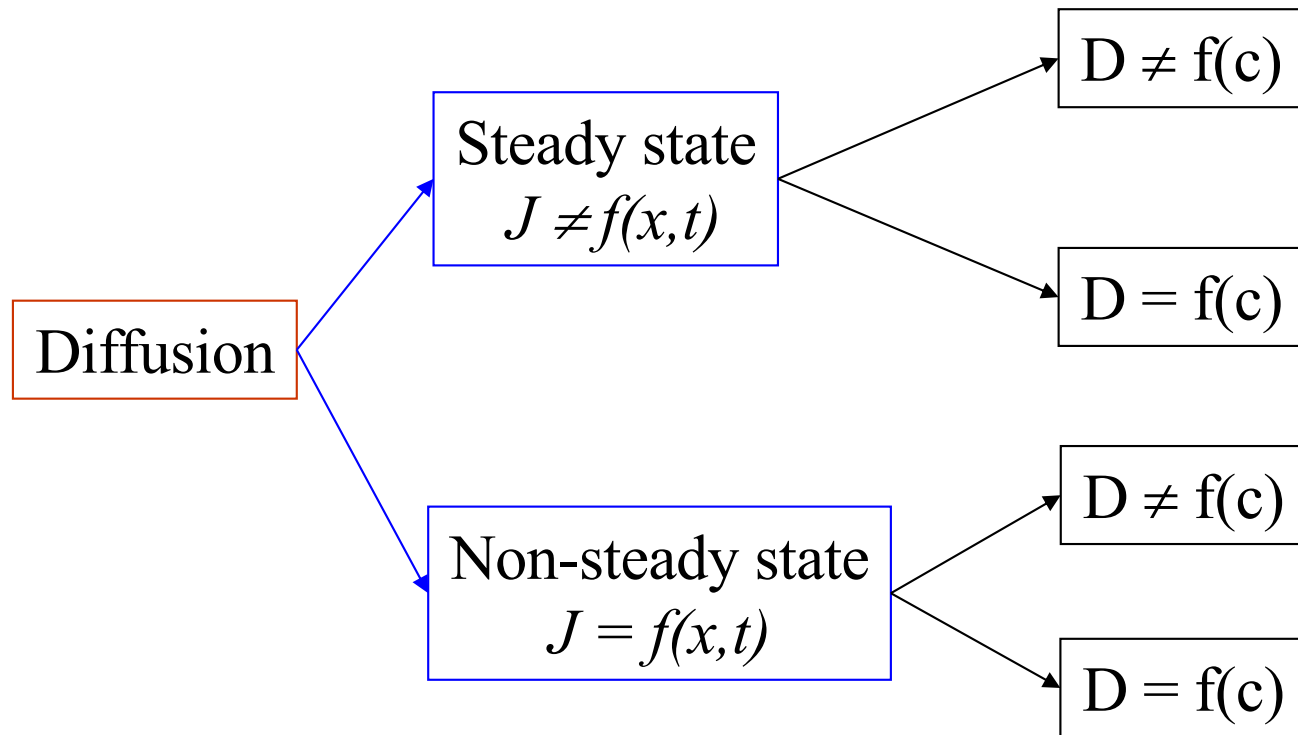 Diffusion
Steady state
J ≠ f(x,t)
D ≠ f(c)
D = f(c)
Non-steady state
J = f(x,t)
D ≠ f(c)
D = f(c)